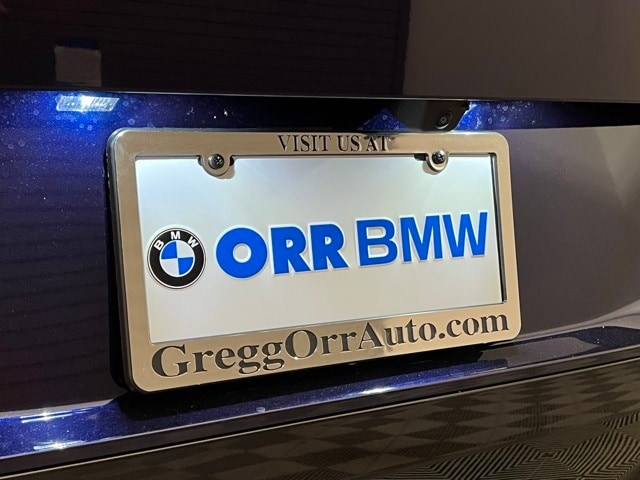 VISIT US AT
BMW
ORR BMW
GreggOrrAuto.com